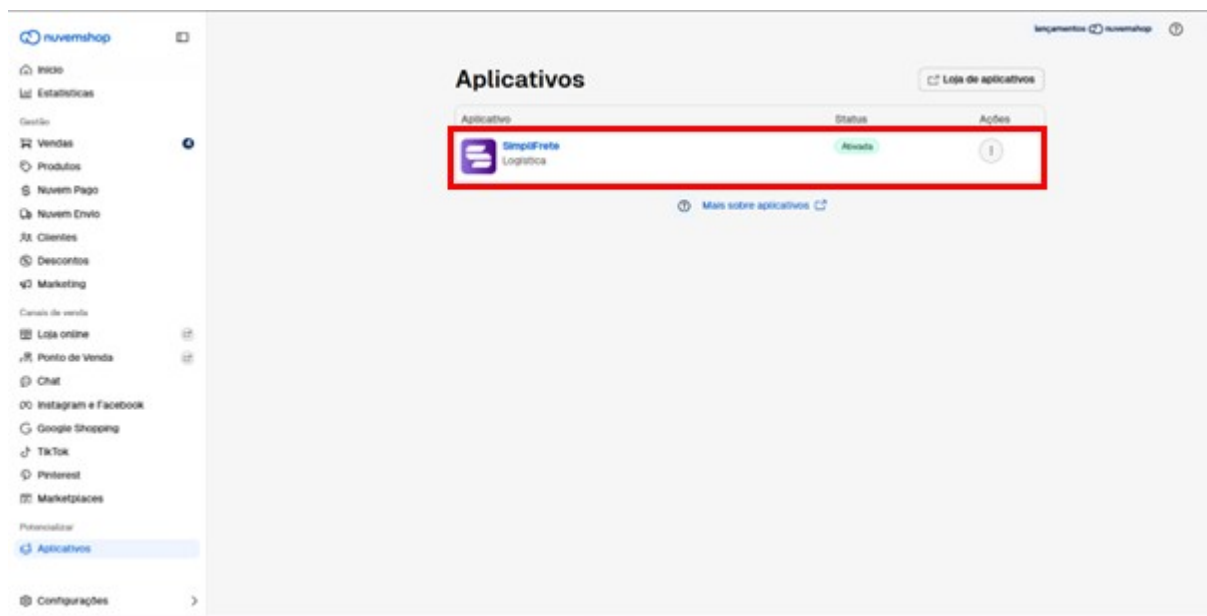 nuvemshop
lançamentos nuvemshop
Início
Estatísticas
Gestão
Vendas 4
Produtos
Nuvem Pago
Nuvem Envio
Clientes
Descontos
Marketing
Canais de venda
Loja online
Ponto de Venda
Chat
Instagram e Facebook
Google Shopping
TikTok
Pinterest
Marketplaces
Potencializar
Aplicativos
Configurações
Aplicativos
Loja de aplicativos
Aplicativo Status Ações
SimpliFrete Ativada
Logística
Mais sobre aplicativos